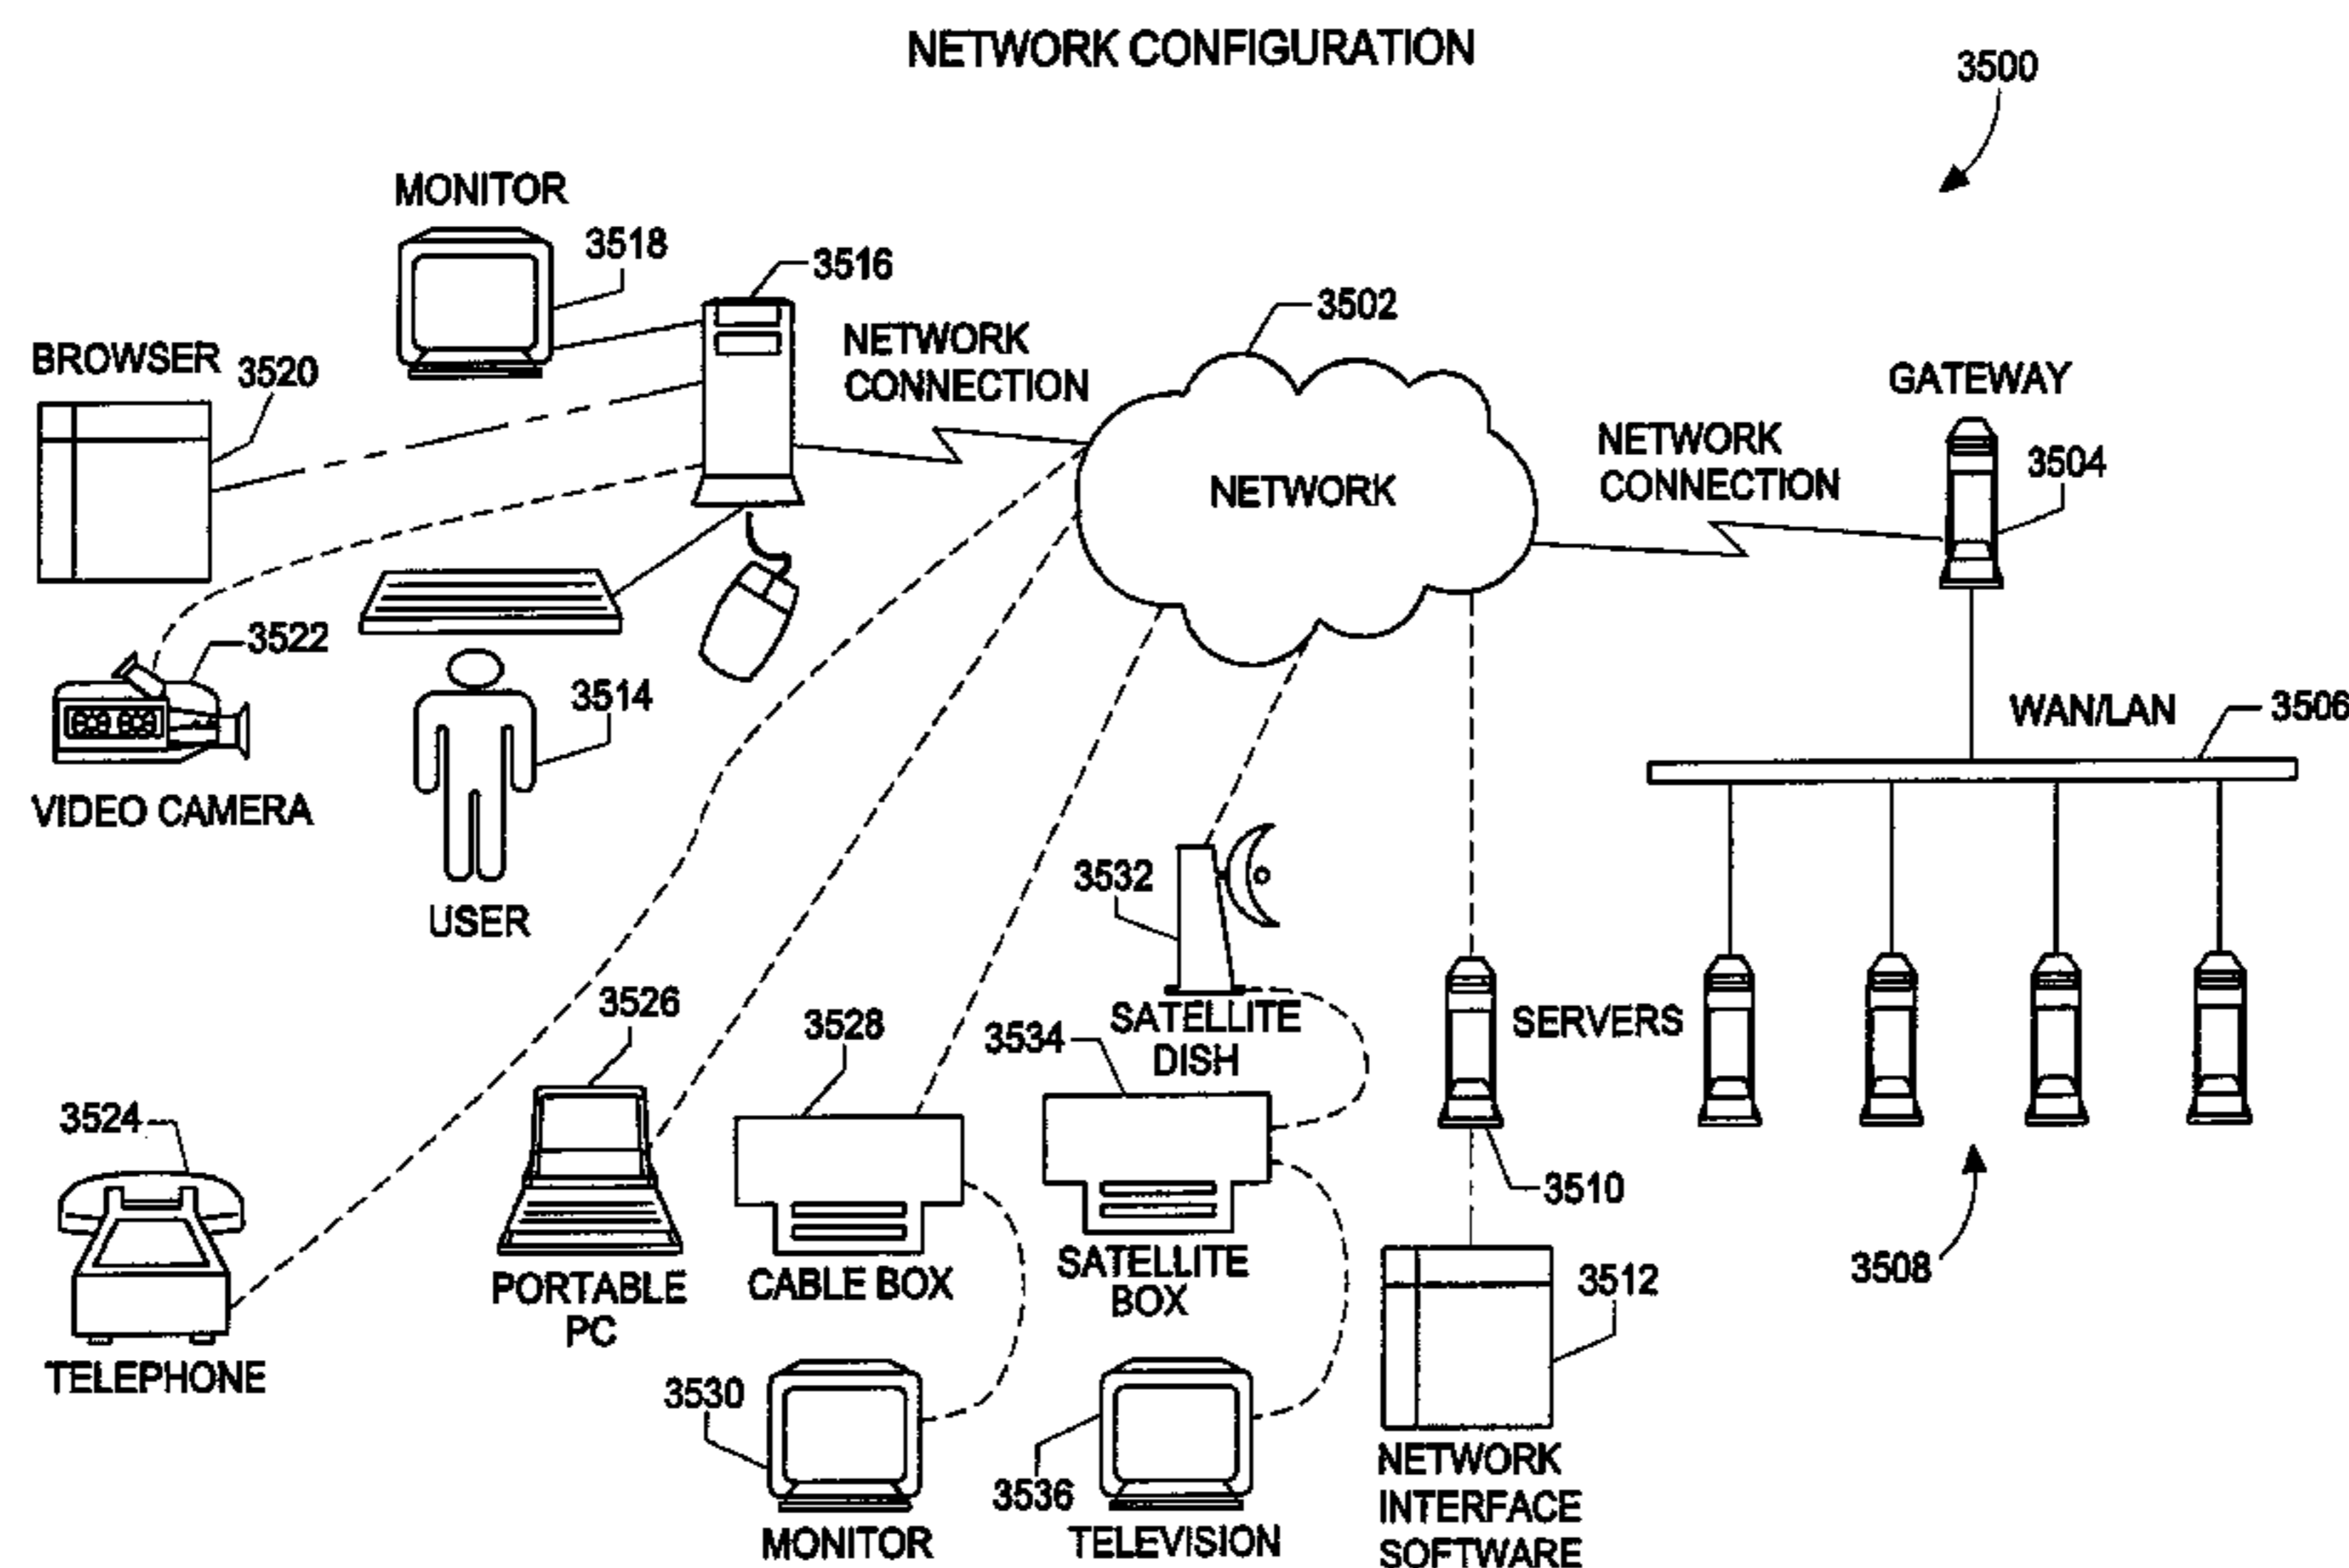 NETWORK CONFIGURATION
3500
MONITOR
3518
3516
3502
NETWORK
CONNECTION
BROWSER
3520
GATEWAY
NETWORK
CONNECTION
3504
NETWORK
3522
3514
VIDEO CAMERA
USER
WAN/LAN
3506
3532
SATELLITE
DISH
3526
3528
3534
SERVERS
3524
3510
3508
TELEPHONE
PORTABLE
PC
CABLE BOX
SATELLITE
BOX
3512
3530
3536
MONITOR
TELEVISION
NETWORK
INTERFACE
SOFTWARE